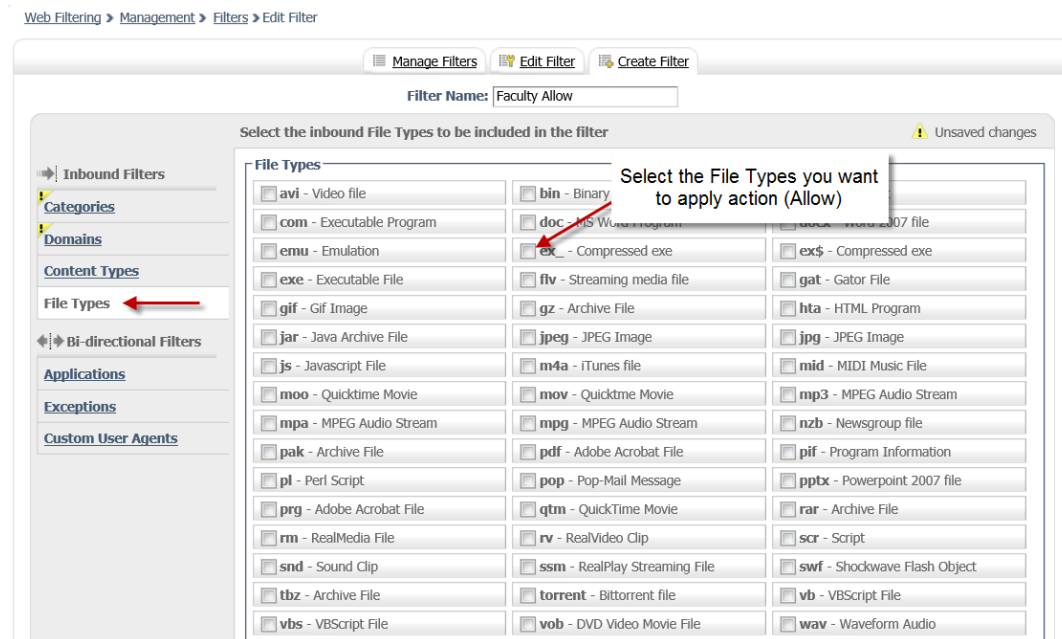 Web Filtering > Management > Filters > Edit Filter
Manage Filters Edit Filter Create Filter
Filter Name: Faculty Allow
Select the inbound File Types to be included in the filter Unsaved changes
Inbound Filters
Categories
Domains
Content Types
File Types
Bi-directional Filters
Applications
Exceptions
Custom User Agents
File Types
Select the File Types you want
to apply action (Allow)
avi - Video file bin - Binary
com - Executable Program doc - MS Word Program docx - Word 2007 file
emu - Emulation ex_ - Compressed exe ex$ - Compressed exe
exe - Executable File flv - Streaming media file gat - Gator File
gif - Gif Image gz - Archive File hta - HTML Program
jar - Java Archive File jpeg - JPEG Image jpg - JPEG Image
js - Javascript File m4a - iTunes file mid - MIDI Music File
moo - Quicktime Movie mov - Quicktme Movie mp3 - MPEG Audio Stream
mpa - MPEG Audio Stream mpg - MPEG Audio Stream nzb - Newsgroup file
pak - Archive File pdf - Adobe Acrobat File pif - Program Information
pl - Perl Script pop - Pop-Mail Message pptx - Powerpoint 2007 file
prg - Adobe Acrobat File qtm - QuickTime Movie rar - Archive File
rm - RealMedia File rv - RealVideo Clip scr - Script
snd - Sound Clip ssm - RealPlay Streaming File swf - Shockwave Flash Object
tbz - Archive File torrent - Bittorrent file vb - VBScript File
vbs - VBScript File vob - DVD Video Movie File wav - Waveform Audio